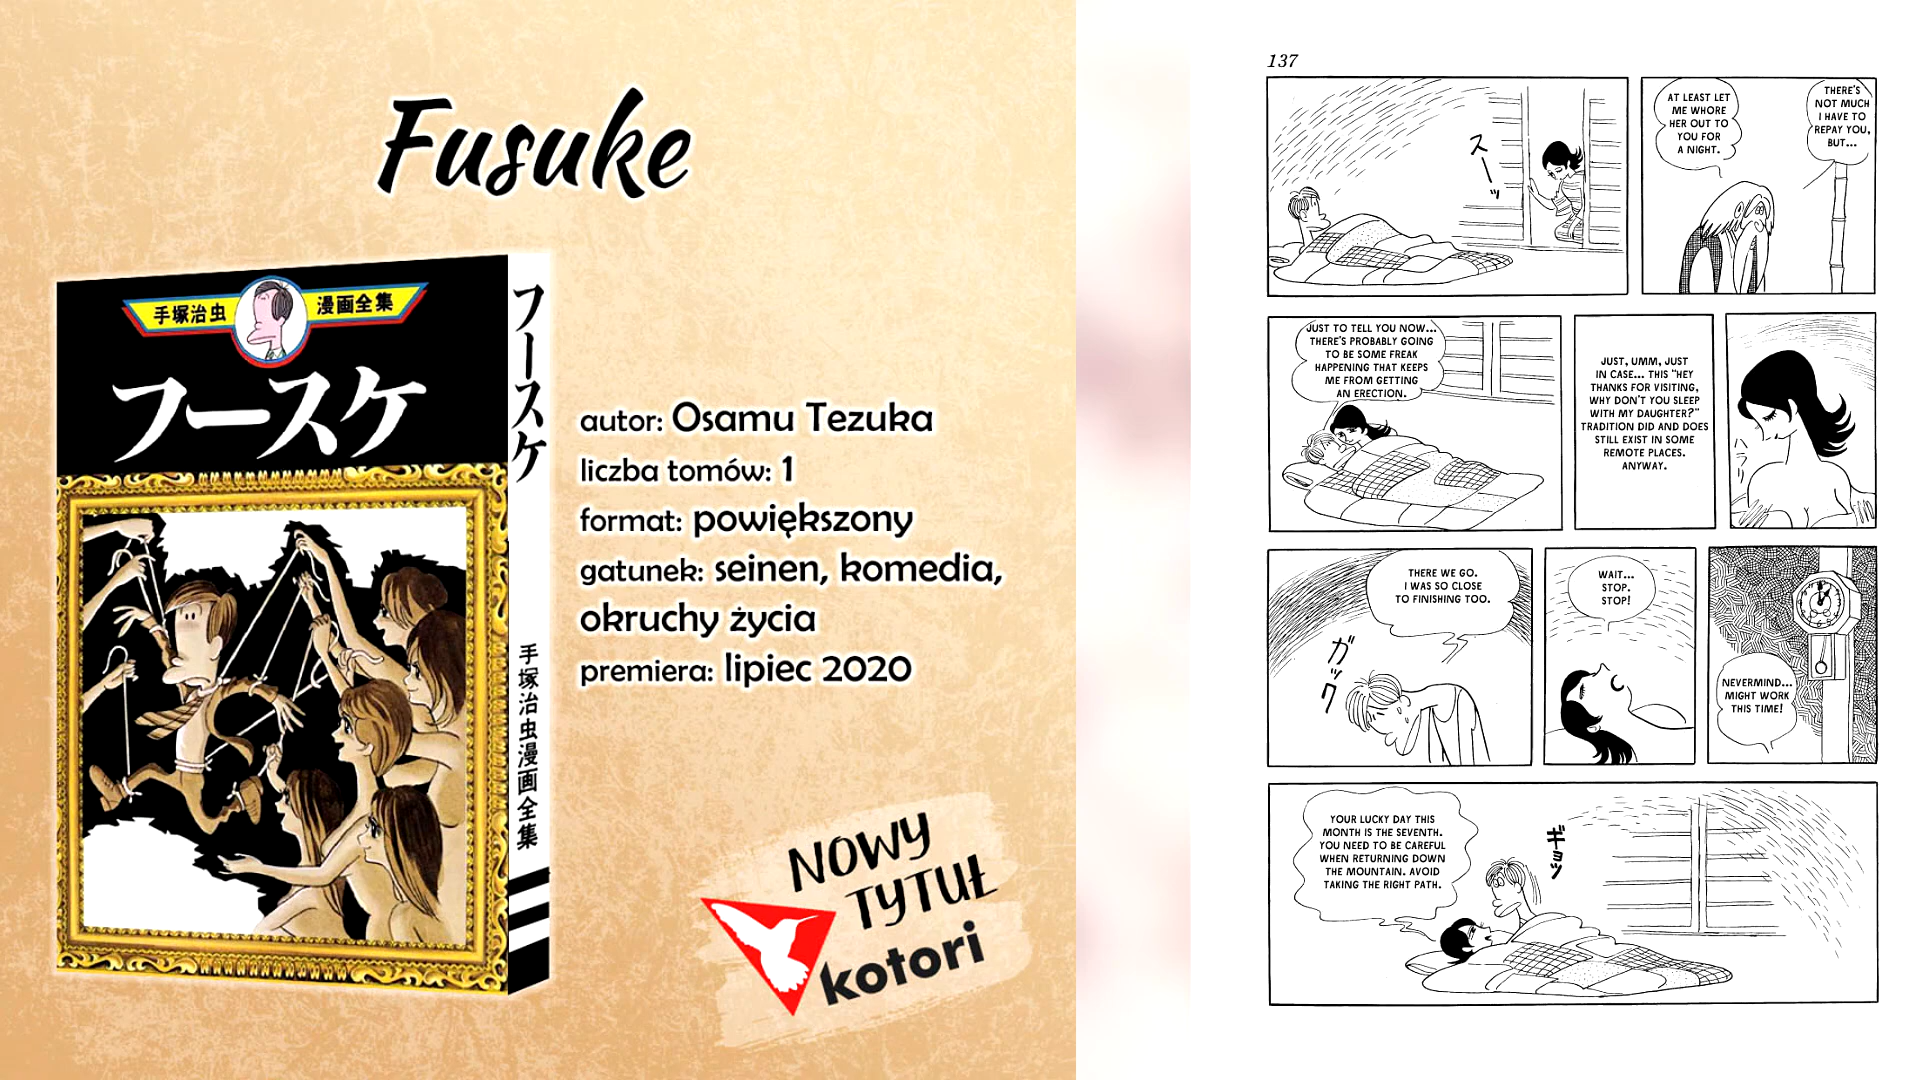 Fusuke
手塚治虫
漫画全集
フースケ
フースケ
手塚治虫漫画全集
autor: Osamu Tezuka
liczba tomów: 1
format: powiększony
gatunek: seinen, komedia,
okruchy życia
premiera: lipiec 2020
NOWY
TYTUŁ
kotori
137
スーッ
AT LEAST LET
ME WHORE
HER OUT TO
YOU FOR
A NIGHT.
THERE'S
NOT MUCH
I HAVE TO
REPAY YOU,
BUT...
JUST TO TELL YOU NOW...
THERE'S PROBABLY GOING
TO BE SOME FREAK
HAPPENING THAT KEEPS
ME FROM GETTING
AN ERECTION.
JUST, UMM, JUST
IN CASE... THIS "HEY
THANKS FOR VISITING,
WHY DON'T YOU SLEEP
WITH MY DAUGHTER?"
TRADITION DID AND DOES
STILL EXIST IN SOME
REMOTE PLACES.
ANYWAY.
THERE WE GO.
I WAS SO CLOSE
TO FINISHING TOO.
ガック
WAIT...
STOP.
STOP!
NEVERMIND...
MIGHT WORK
THIS TIME!
YOUR LUCKY DAY THIS
MONTH IS THE SEVENTH.
YOU NEED TO BE CAREFUL
WHEN RETURNING DOWN
THE MOUNTAIN. AVOID
TAKING THE RIGHT PATH.
ギョッ